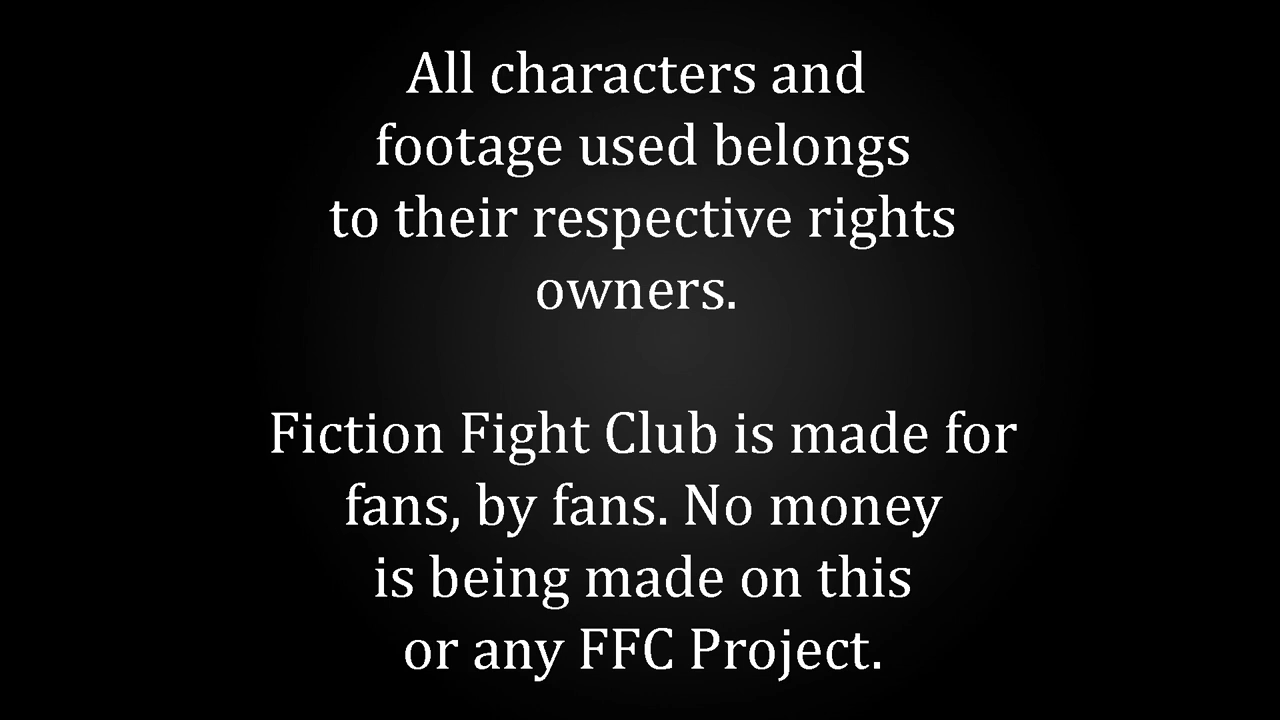 All characters and
footage used belongs
to their respective rights
owners.
Fiction Fight Club is made for
fans, by fans. No money
is being made on this
or any FFC Project.